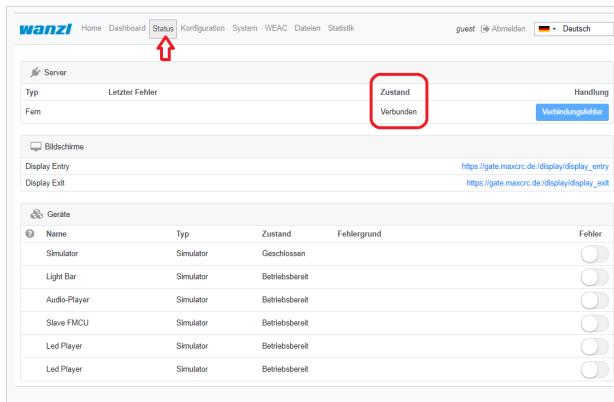 wanzl Home Dashboard Status Konfiguration System WEAC Dateien Statistik guest Abmelden Deutsch
Server
Typ Letzter Fehler Zustand Handlung
Fern Verbunden Verbindungsfehler
Bildschirme
Display Entry https://gate.maxcrc.de:/display/display_entry
Display Exit https://gate.maxcrc.de:/display/display_exit
Geräte
? Name Typ Zustand Fehlergrund Fehler
Simulator Simulator Geschlossen
Light Bar Simulator Betriebsbereit
Audio-Player Simulator Betriebsbereit
Slave FMCU Simulator Betriebsbereit
Led Player Simulator Betriebsbereit
Led Player Simulator Betriebsbereit